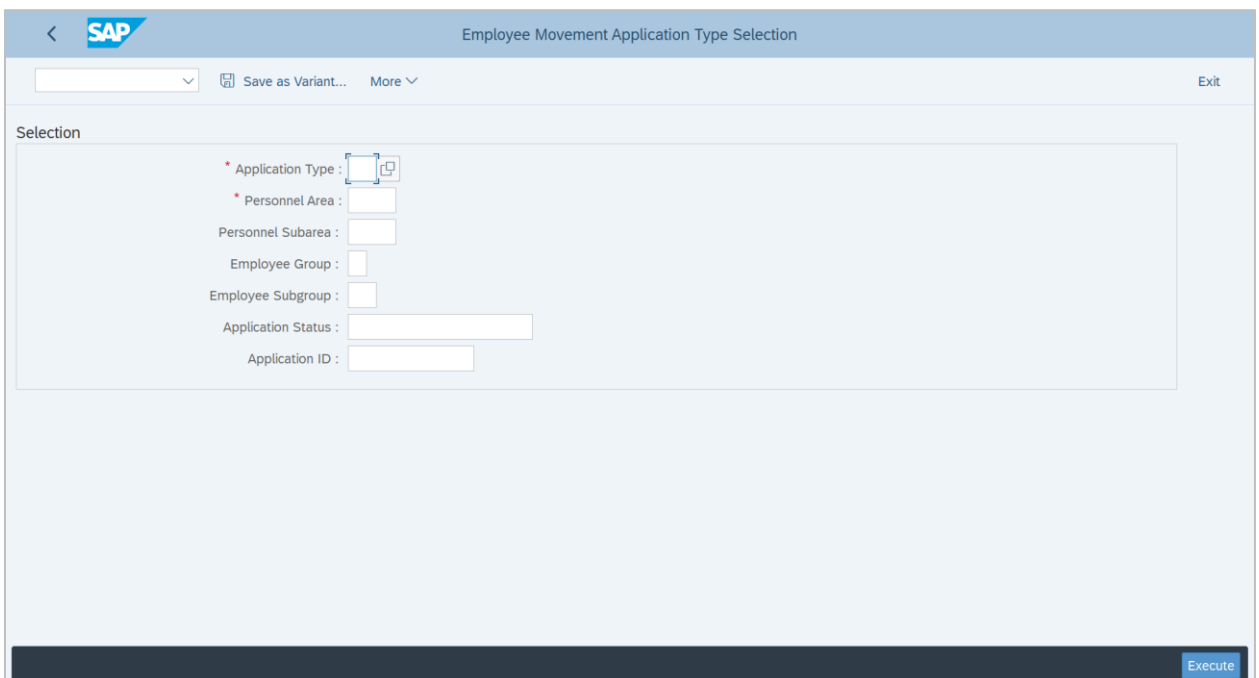 SAP
Employee Movement Application Type Selection
Save as Variant... More Exit
Selection
* Application Type :
* Personnel Area :
Personnel Subarea :
Employee Group :
Employee Subgroup :
Application Status :
Application ID :
Execute